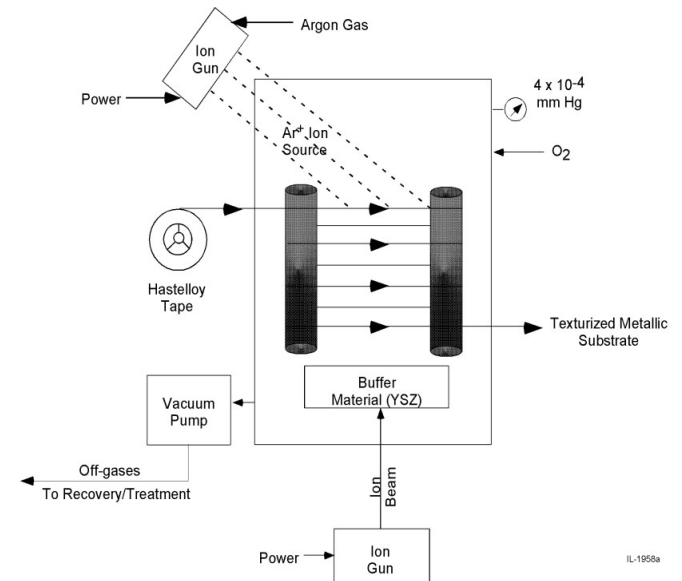 Argon Gas
Ion
Gun
Power
4 x 10-4
mm Hg
Ar+ Ion
Source
O2
Hastelloy
Tape
Texturized Metallic
Substrate
Buffer
Material (YSZ)
Vacuum
Pump
Off-gases
To Recovery/Treatment
Ion
Beam
Power
Ion
Gun
IL-1958a